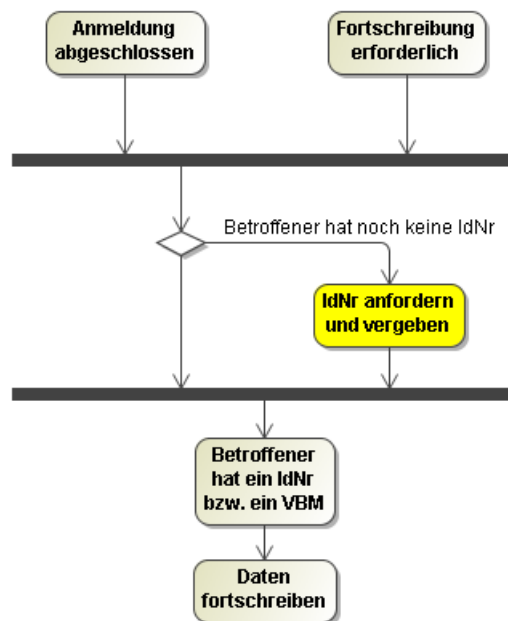 Anmeldung
abgeschlossen
Fortschreibung
erforderlich
Betroffener hat noch keine IdNr
IdNr anfordern
und vergeben
Betroffener
hat ein IdNr
bzw. ein VBM
Daten
fortschreiben